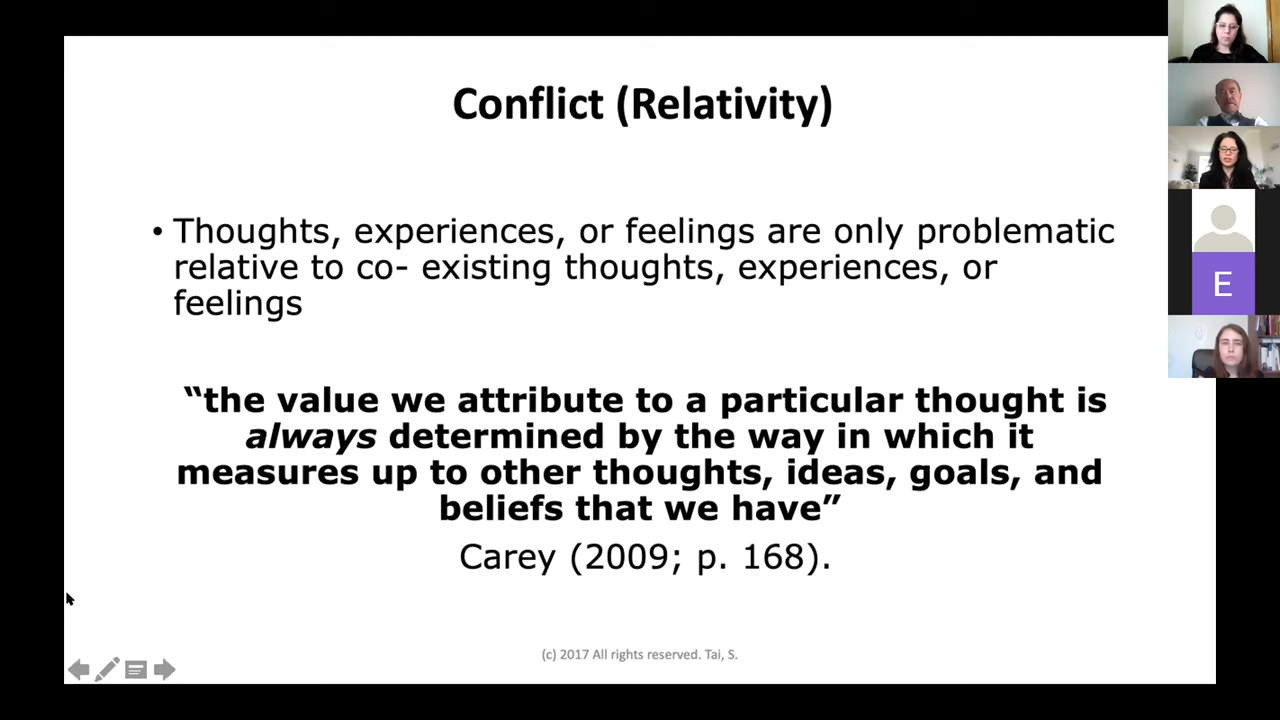 Conflict (Relativity)
• Thoughts, experiences, or feelings are only problematic
relative to co- existing thoughts, experiences, or
feelings
“the value we attribute to a particular thought is
always determined by the way in which it
measures up to other thoughts, ideas, goals, and
beliefs that we have”
Carey (2009; p. 168).
(c) 2017 All rights reserved. Tai, S.
E